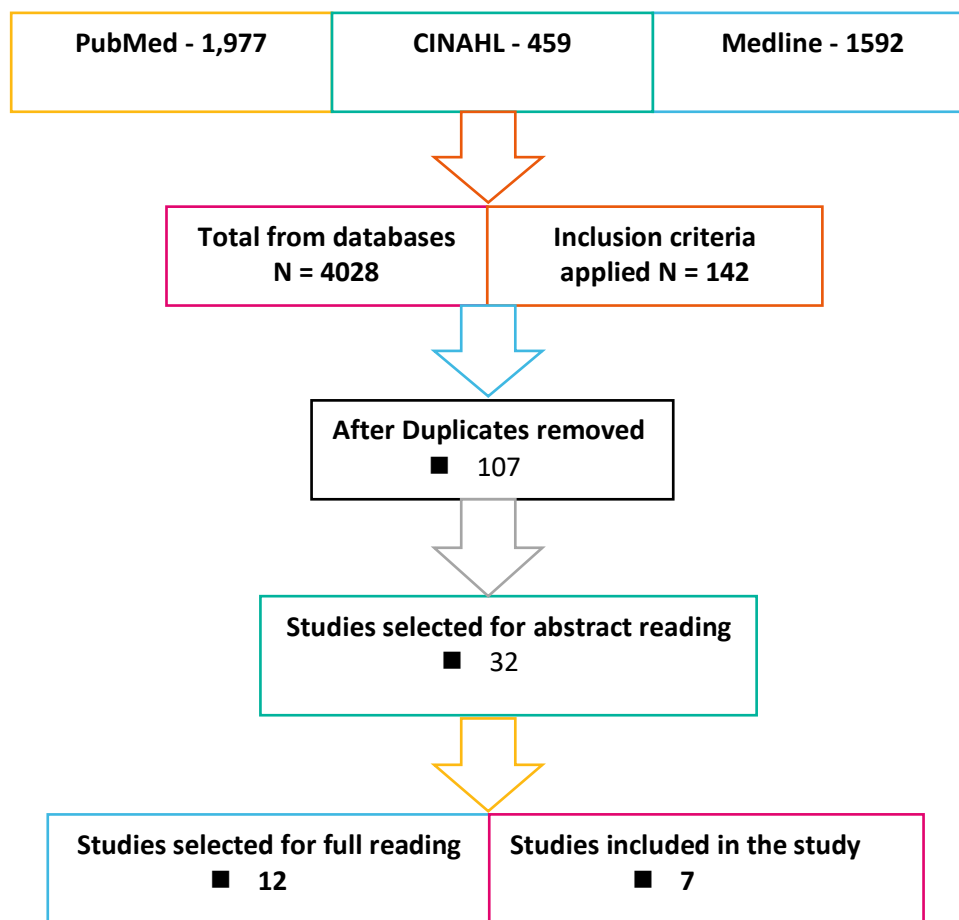 PubMed - 1,977
CINAHL - 459
Medline - 1592
Total from databases
N = 4028
Inclusion criteria
applied N = 142
After Duplicates removed
■ 107
Studies selected for abstract reading
■ 32
Studies selected for full reading
■ 12
Studies included in the study
■ 7